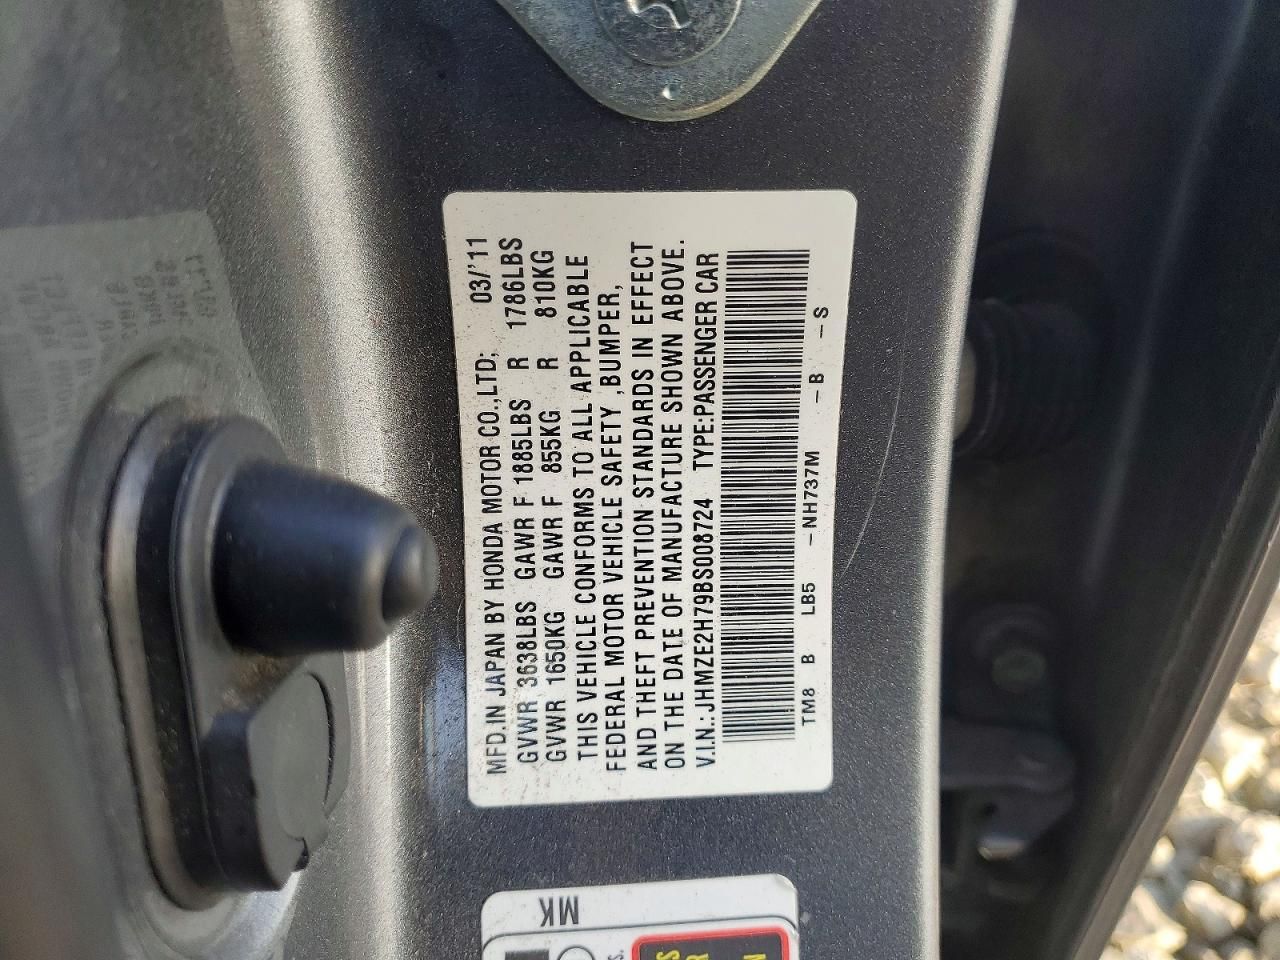 MFD. IN JAPAN BY HONDA MOTOR CO.,LTD; 03/'11
GVWR 3638LBS GAWR F 1885LBS R 1786LBS
GVWR 1650KG GAWR F 855KG R 810KG
THIS VEHICLE CONFORMS TO ALL APPLICABLE
FEDERAL MOTOR VEHICLE SAFETY ,BUMPER,
AND THEFT PREVENTION STANDARDS IN EFFECT
ON THE DATE OF MANUFACTURE SHOWN ABOVE.
V.I.N.: JHMZE2H79BS008724 TYPE:PASSENGER CAR
TM8 B LB5 -NH737M -B -S
MK